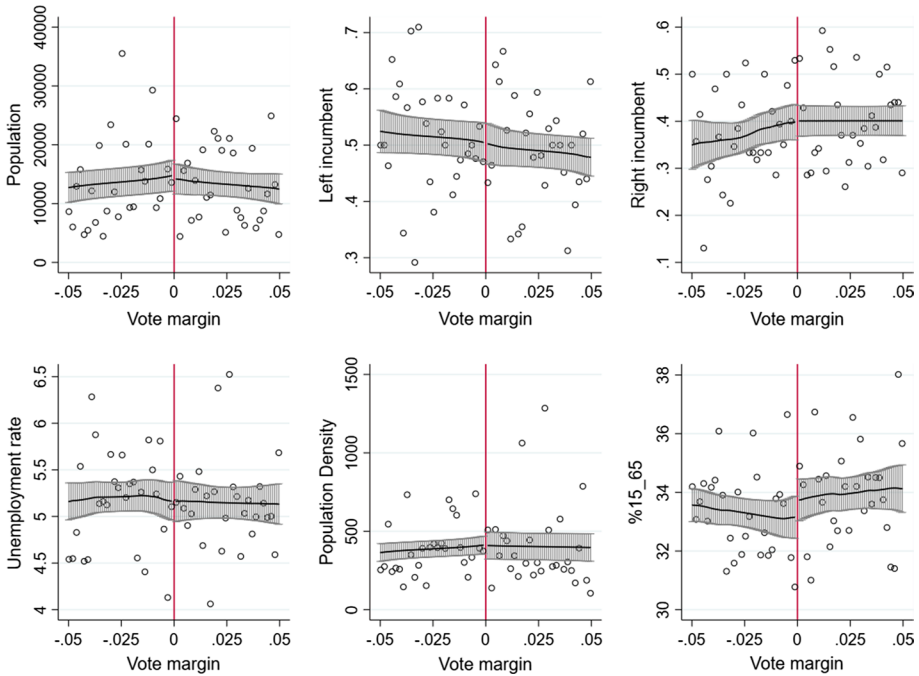 Population
40000
30000
20000
10000
0
-.05 -.025 0 .025 .05
Vote margin
Left incumbent
.7
.6
.5
.4
.3
-.05 -.025 0 .025 .05
Vote margin
Right incumbent
.6
.5
.4
.3
.2
.1
-.05 -.025 0 .025 .05
Vote margin
Unemployment rate
6.5
6
5.5
5
4.5
4
-.05 -.025 0 .025 .05
Vote margin
Population Density
1500
1000
500
0
-.05 -.025 0 .025 .05
Vote margin
%15_65
38
36
34
32
30
-.05 -.025 0 .025 .05
Vote margin